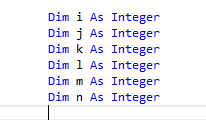 Dim i As Integer
Dim j As Integer
Dim k As Integer
Dim l As Integer
Dim m As Integer
Dim n As Integer